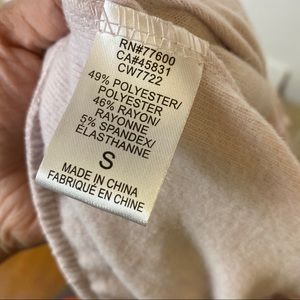 RN#77600
CA#45831
CW7722
49% POLYESTER/
POLYESTER
46% RAYON/
RAYONNE
5% SPANDEX/
ÉLASTHANNE
S
MADE IN CHINA
FABRIQUÉ EN CHINE